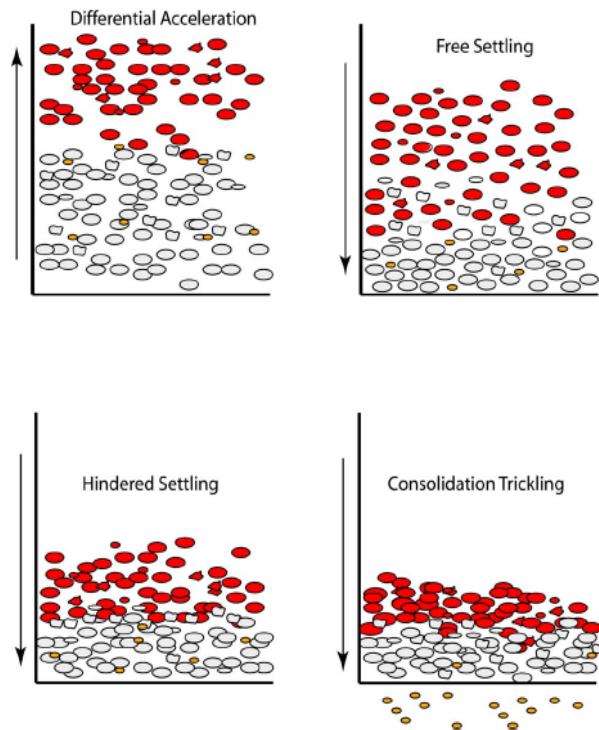 Differential Acceleration
Free Settling
Hindered Settling
Consolidation Trickling